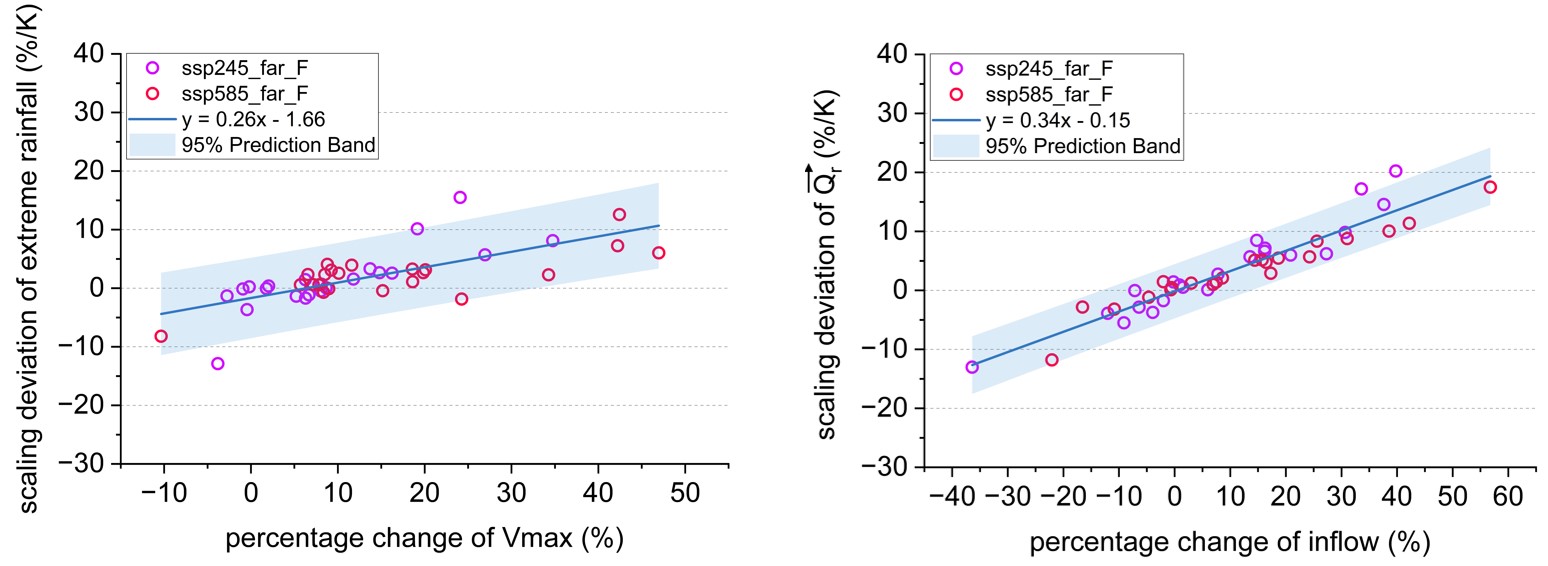 scaling deviation of extreme rainfall (%/K)
40
30
20
10
0
−10
−20
−30
ssp245_far_F
ssp585_far_F
y = 0.26x - 1.66
95% Prediction Band
−10 0 10 20 30 40 50
percentage change of Vmax (%)
scaling deviation of Qr (%/K)
40
30
20
10
0
−10
−20
−30
ssp245_far_F
ssp585_far_F
y = 0.34x - 0.15
95% Prediction Band
−40 −30 −20 −10 0 10 20 30 40 50 60
percentage change of inflow (%)